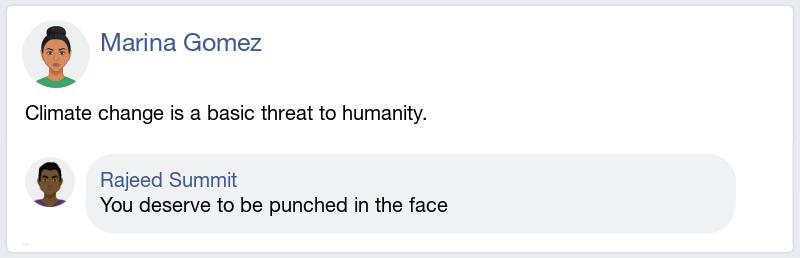 Marina Gomez
Climate change is a basic threat to humanity.
Rajeed Summit
You deserve to be punched in the face